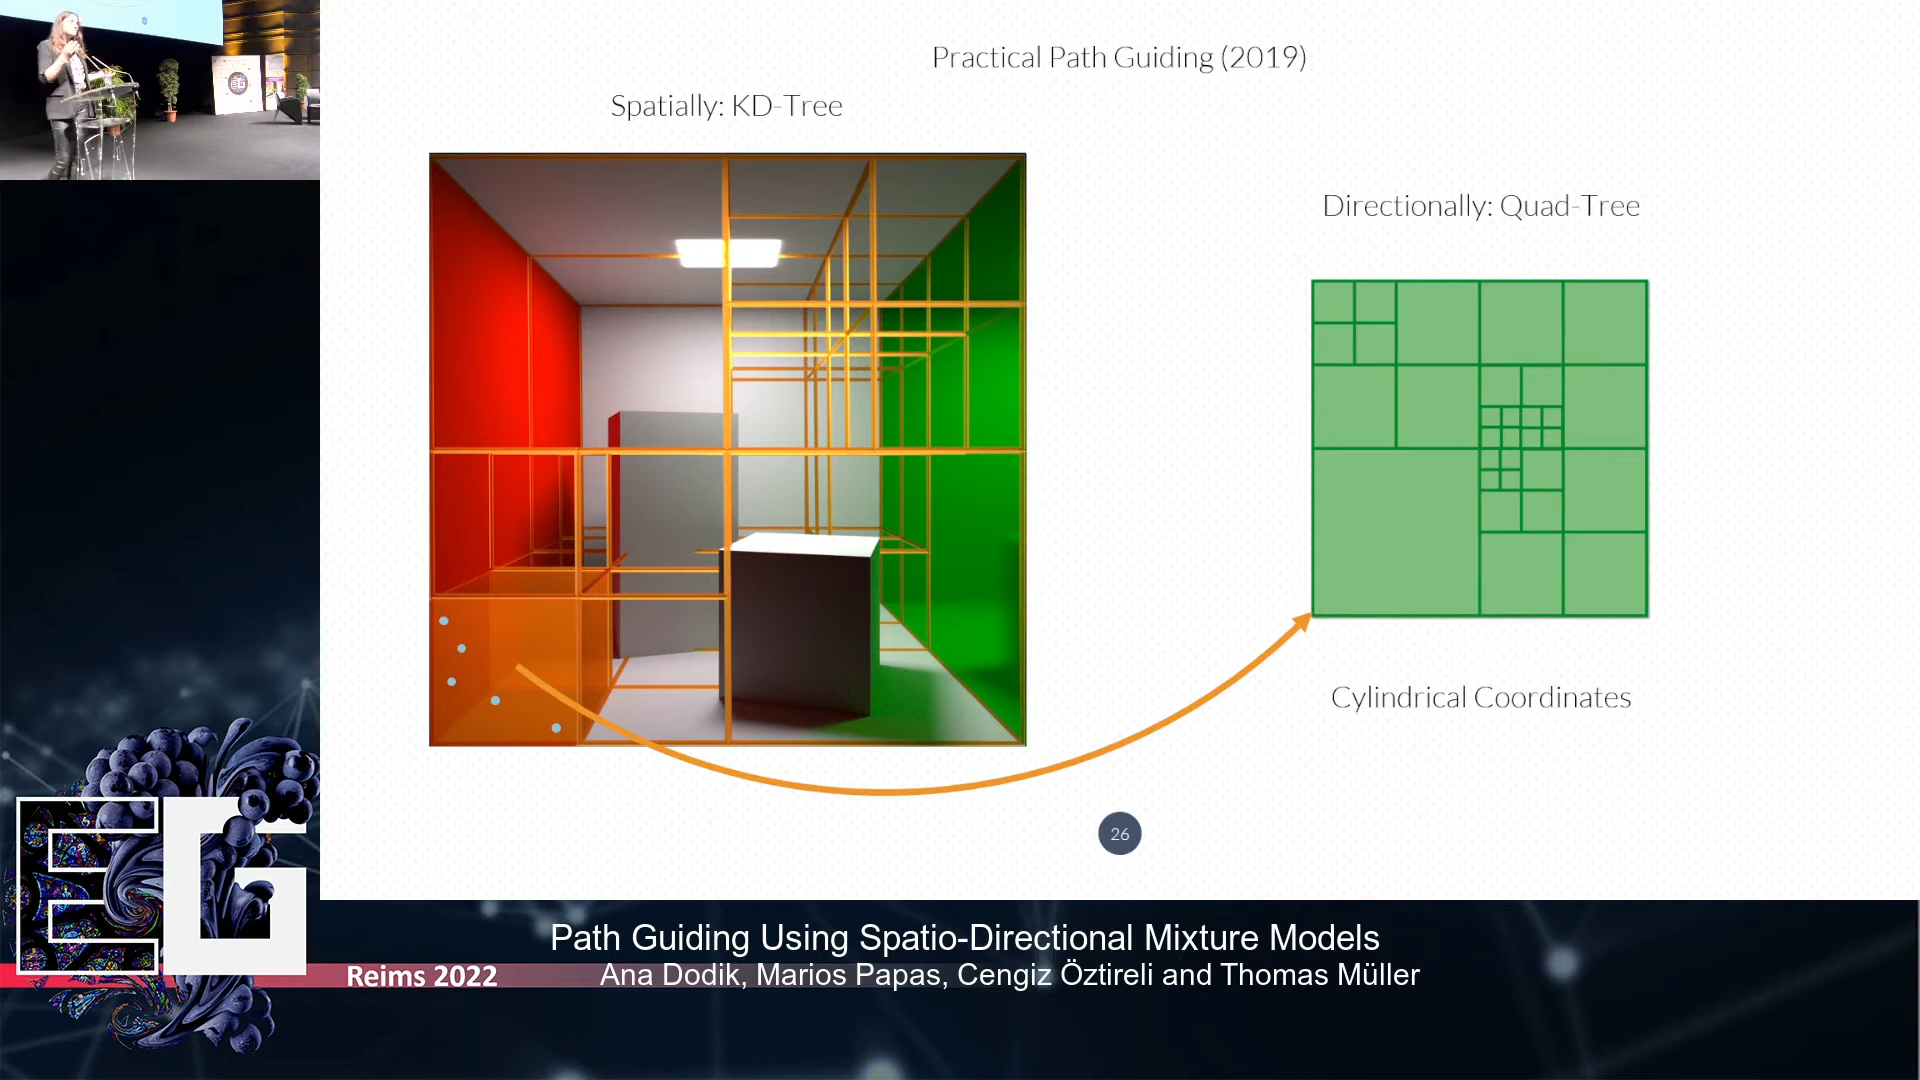 Practical Path Guiding (2019)
Spatially: KD-Tree
Directionally: Quad-Tree
Cylindrical Coordinates
26
EG
Path Guiding Using Spatio-Directional Mixture Models
Reims 2022
Ana Dodik, Marios Papas, Cengiz Öztireli and Thomas Müller